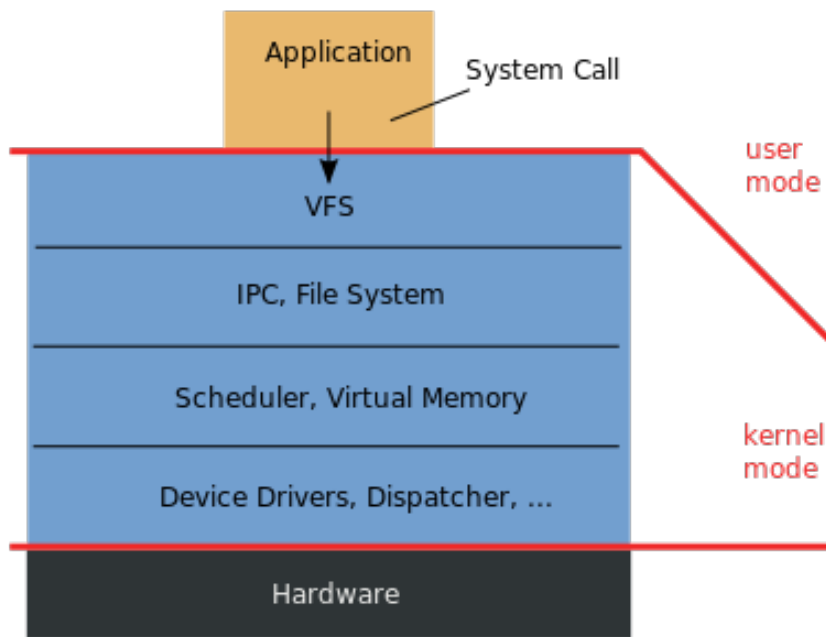 Application
System Call
user
mode
VFS
IPC, File System
Scheduler, Virtual Memory
kernel
mode
Device Drivers, Dispatcher, ...
Hardware